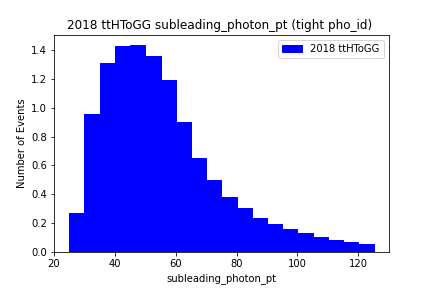 2018 ttHToGG subleading_photon_pt (tight pho_id)
2018 ttHToGG
Number of Events
1.4
1.2
1.0
0.8
0.6
0.4
0.2
0.0
20 40 60 80 100 120
subleading_photon_pt